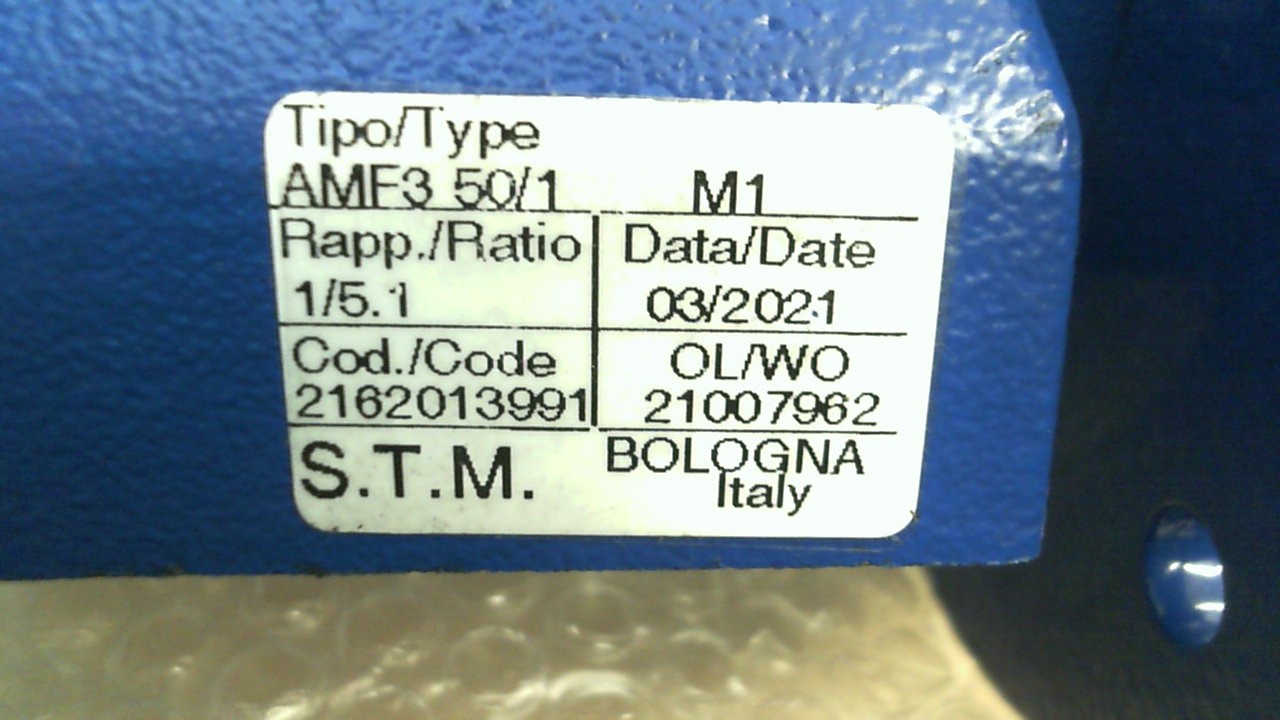 Tipo/Type
AMF3 50/1 M1
Rapp./Ratio Data/Date
1/5.1 03/2021
Cod./Code OL/WO
2162013991 21007962
S.T.M. BOLOGNA
Italy